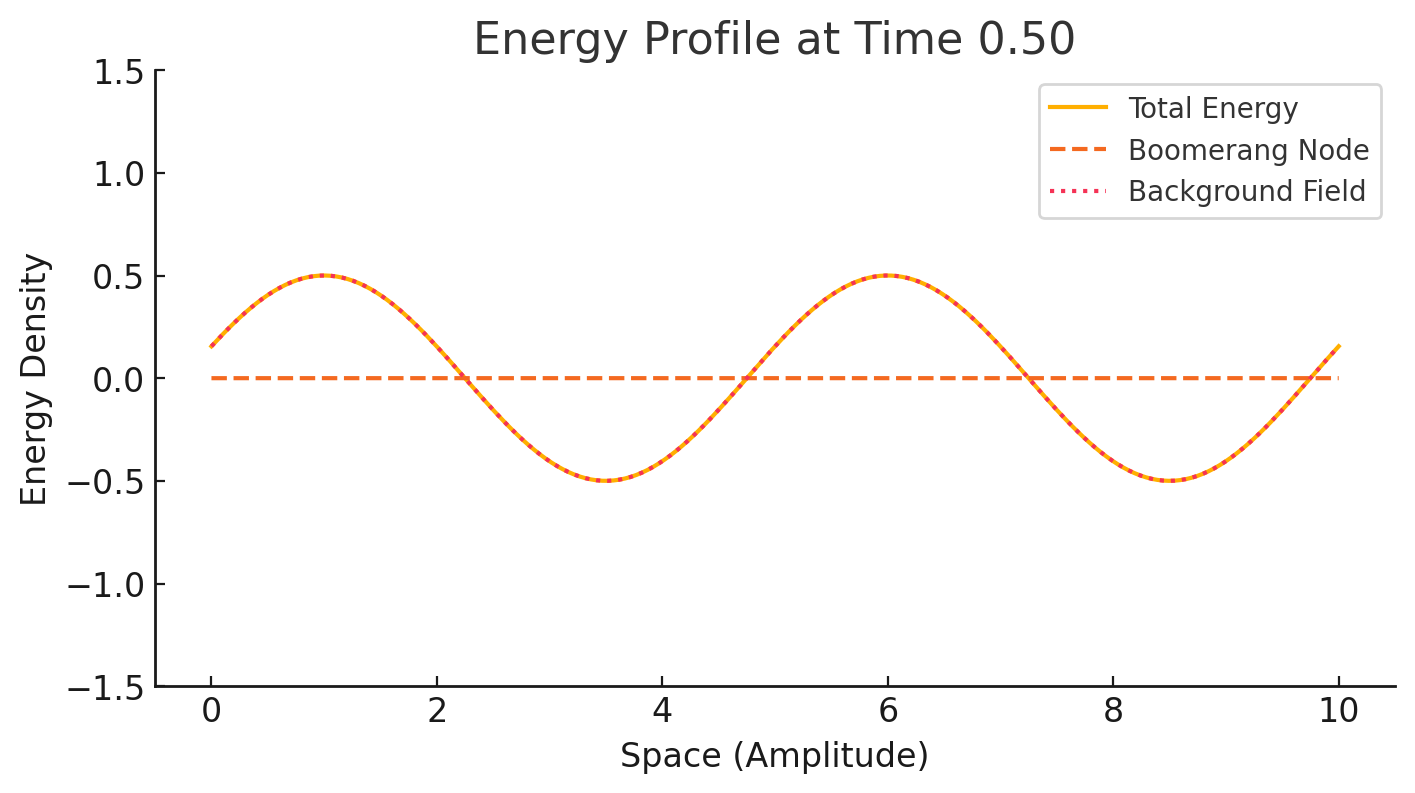 Energy Profile at Time 0.50
1.5
1.0
0.5
0.0
−0.5
−1.0
−1.5
Energy Density
Total Energy
Boomerang Node
Background Field
0 2 4 6 8 10
Space (Amplitude)